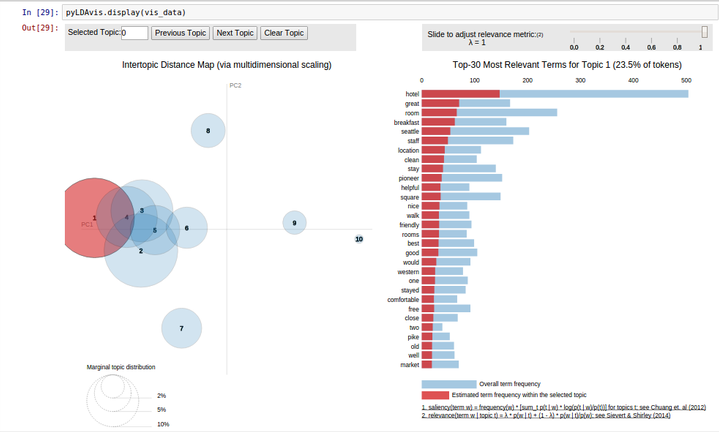 In [29]: pyLDAvis.display(vis_data)
Out[29]:
Selected Topic: 0 Previous Topic Next Topic Clear Topic
Slide to adjust relevance metric:(2)
λ = 1
0.0 0.2 0.4 0.6 0.8 1
Intertopic Distance Map (via multidimensional scaling)
PC2
PC1
8
1
4
3
5
6
2
9
10
7
Marginal topic distribution
2%
5%
10%
Top-30 Most Relevant Terms for Topic 1 (23.5% of tokens)
0 100 200 300 400 500
hotel
great
room
breakfast
seattle
staff
location
clean
stay
pioneer
helpful
square
nice
walk
friendly
rooms
best
good
would
western
one
stayed
comfortable
free
close
two
pike
old
well
market
Overall term frequency
Estimated term frequency within the selected topic
1. saliency(term w) = frequency(w) * [sum_t p(t | w) * log(p(t | w)/p(t))] for topics t; see Chuang et. al (2012)
2. relevance(term w | topic t) = λ * p(w | t) + (1 - λ) * p(w | t)/p(w); see Sievert & Shirley (2014)